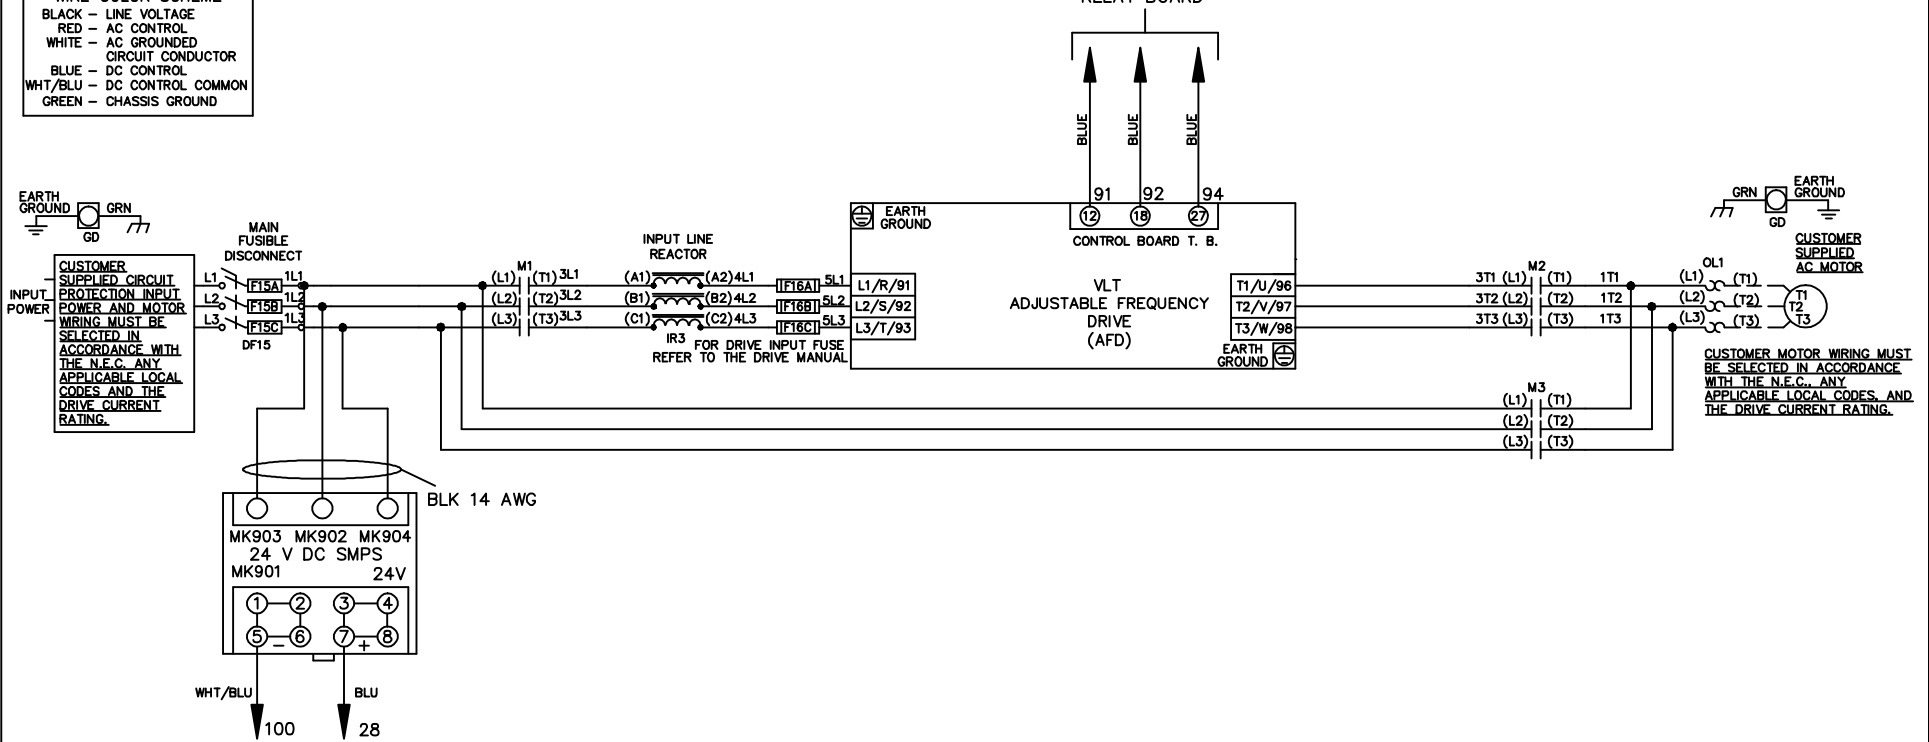 WIRE COLOR SCHEME
BLACK – LINE VOLTAGE
RED – AC CONTROL
WHITE – AC GROUNDED
CIRCUIT CONDUCTOR
BLUE – DC CONTROL
WHT/BLU – DC CONTROL COMMON
GREEN – CHASSIS GROUND
RELAY BOARD
BLUE
BLUE
BLUE
91
92
94
12
18
27
CONTROL BOARD T. B.
EARTH
GROUND
GRN
GD
CUSTOMER
SUPPLIED CIRCUIT
PROTECTION INPUT
POWER AND MOTOR
WIRING MUST BE
SELECTED IN
ACCORDANCE WITH
THE N.E.C. ANY
APPLICABLE LOCAL
CODES AND THE
DRIVE CURRENT
RATING.
INPUT
POWER
MAIN
FUSIBLE
DISCONNECT
L1 F15A 1L1
L2 F15B 1L2
L3 F15C 1L3
DF15
M1
(L1) (T1) 3L1
(L2) (T2) 3L2
(L3) (T3) 3L3
INPUT LINE
REACTOR
(A1) (A2) 4L1
(B1) (B2) 4L2
(C1) (C2) 4L3
IR3
IF16A 5L1
IF16B 5L2
IF16C 5L3
FOR DRIVE INPUT FUSE
REFER TO THE DRIVE MANUAL
EARTH
GROUND
L1/R/91
L2/S/92
L3/T/93
VLT
ADJUSTABLE FREQUENCY
DRIVE
(AFD)
T1/U/96
T2/V/97
T3/W/98
EARTH
GROUND
M2
3T1 (L1) (T1) 1T1
3T2 (L2) (T2) 1T2
3T3 (L3) (T3) 1T3
M3
(L1) (T1)
(L2) (T2)
(L3) (T3)
OL1
(L1) (T1)
(L2) (T2)
(L3) (T3)
T1
T2
T3
GRN
EARTH
GROUND
GD
CUSTOMER
SUPPLIED
AC MOTOR
CUSTOMER MOTOR WIRING MUST
BE SELECTED IN ACCORDANCE
WITH THE N.E.C., ANY
APPLICABLE LOCAL CODES, AND
THE DRIVE CURRENT RATING.
BLK 14 AWG
MK903 MK902 MK904
24 V DC SMPS
MK901 24V
1 2 3 4
5 – 6 7 + 8
WHT/BLU
BLU
100
28